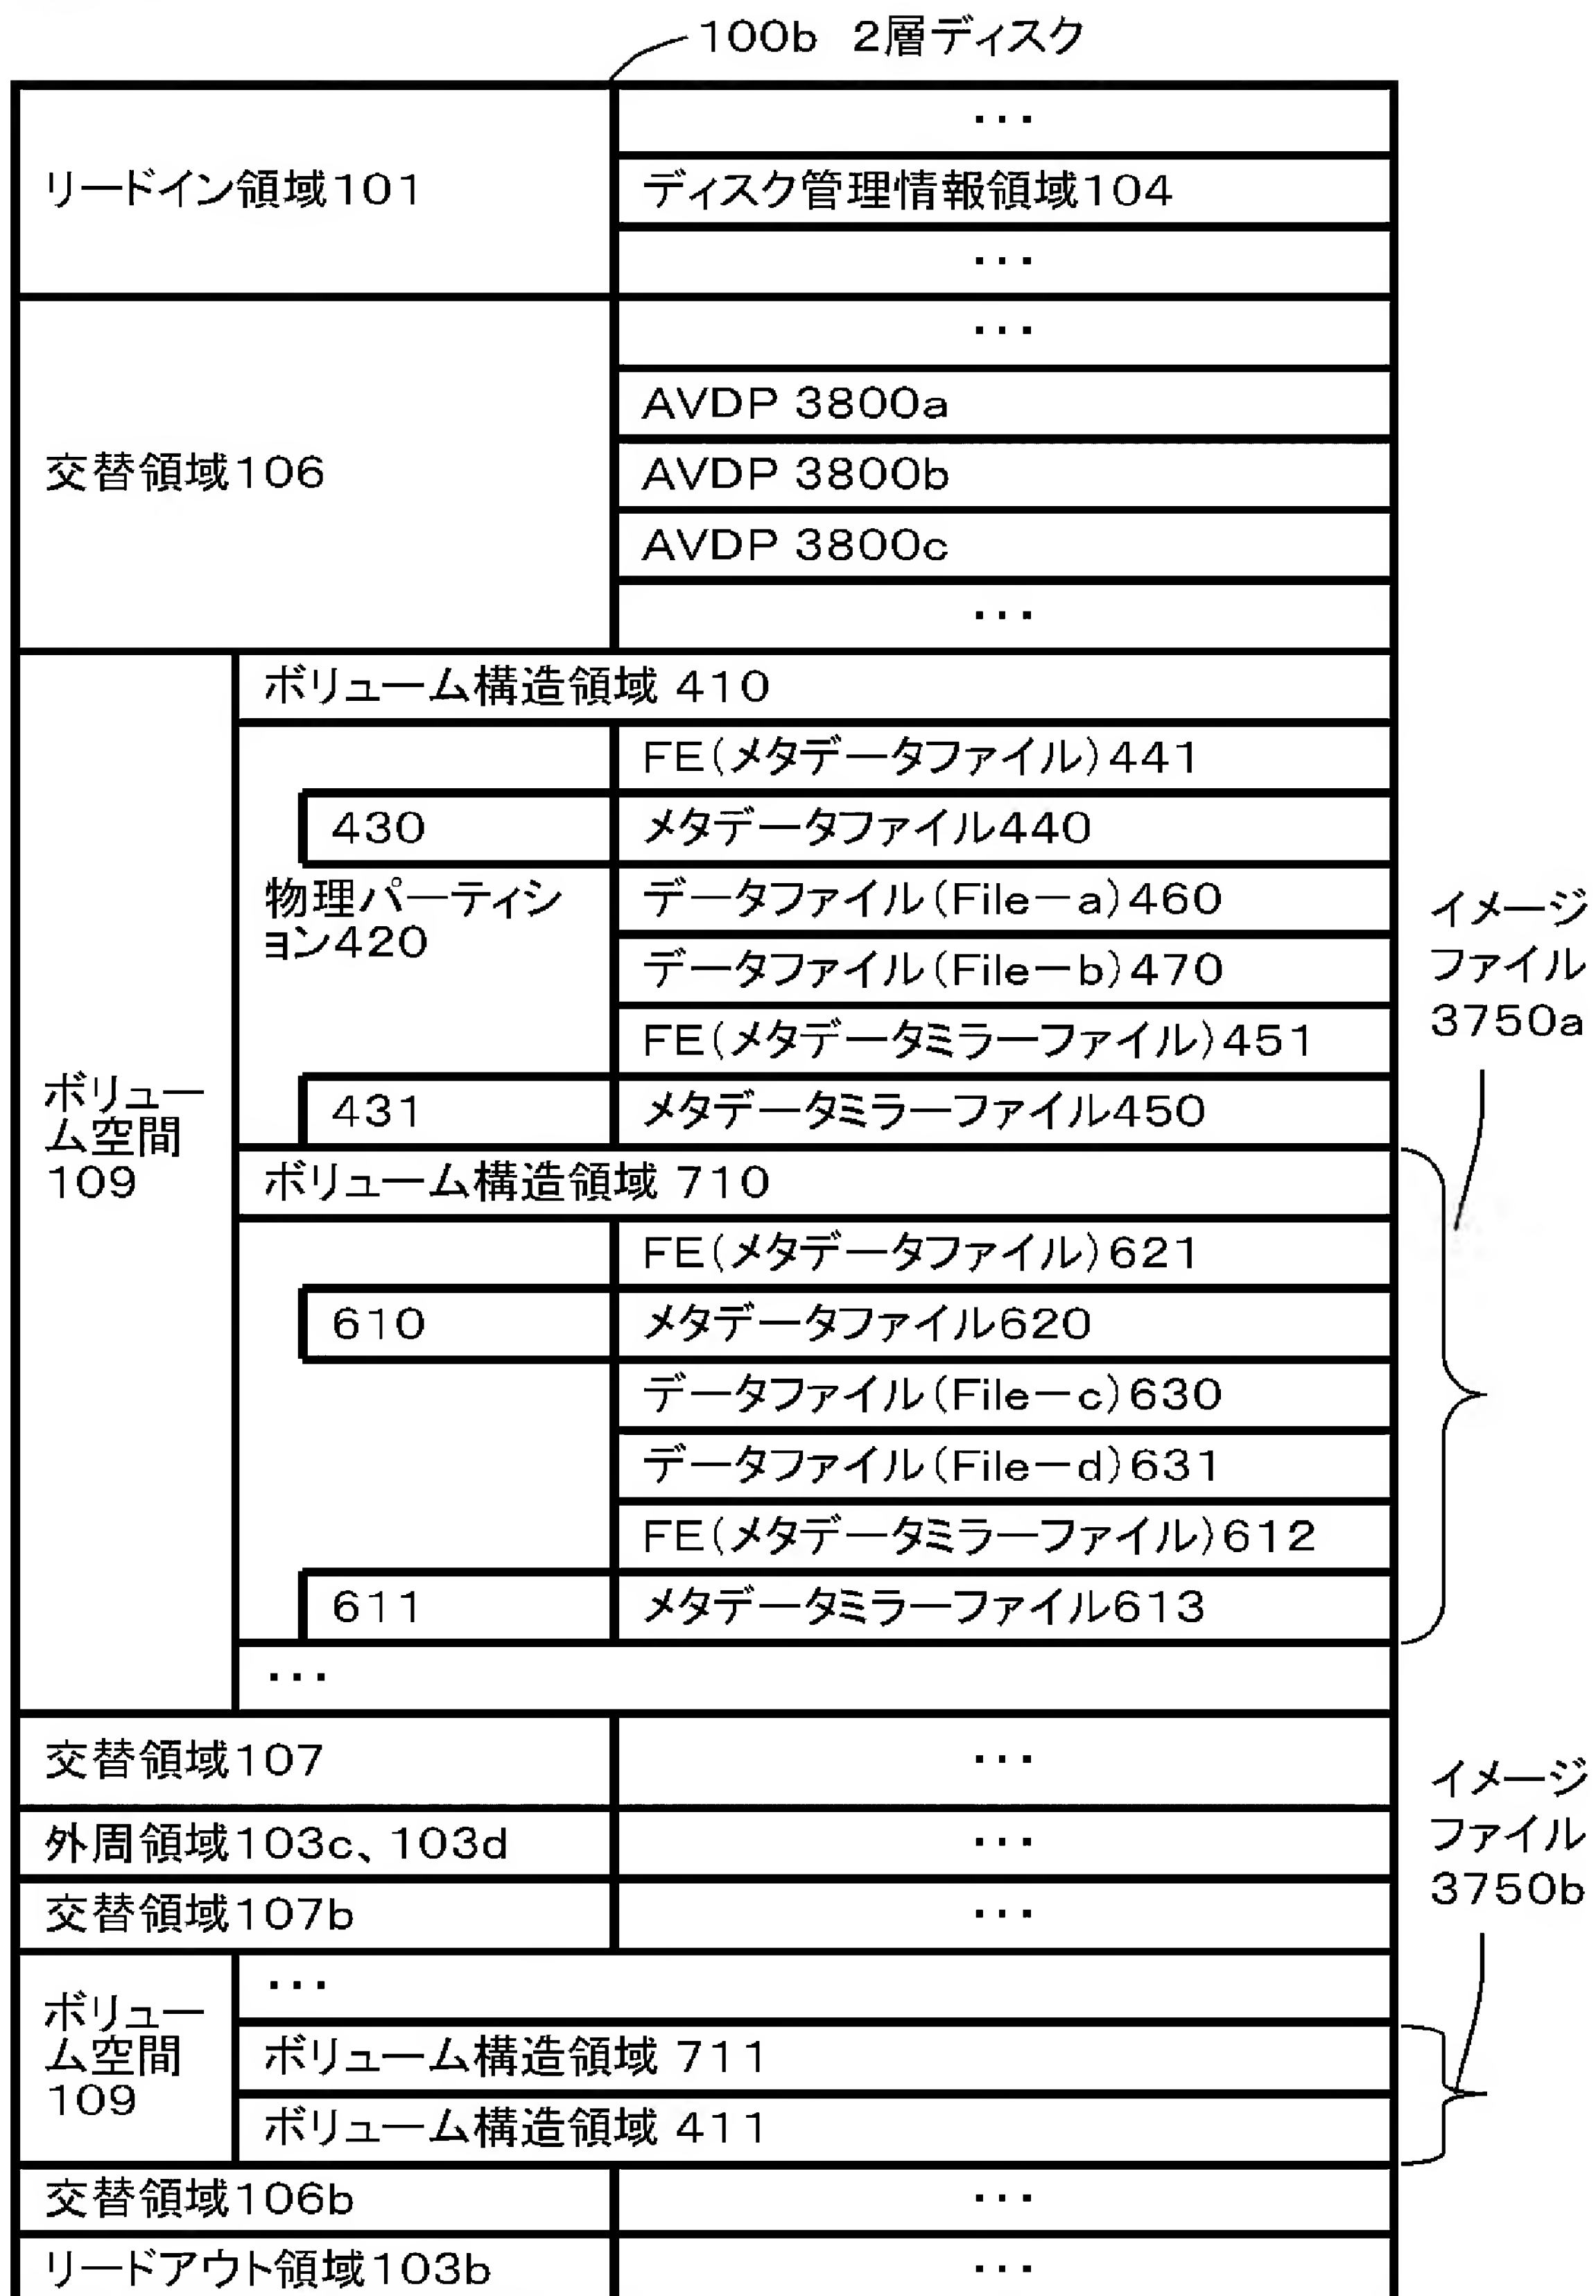 100b 2層ディスク
リードイン領域101
・・・
ディスク管理情報領域104
・・・
交替領域106
・・・
AVDP 3800a
AVDP 3800b
AVDP 3800c
・・・
ボリュー
ム空間
109
ボリューム構造領域 410
物理パーティシ
ョン420
FE(メタデータファイル)441
430
メタデータファイル440
データファイル(File-a)460
データファイル(File-b)470
FE(メタデータミラーファイル)451
431
メタデータミラーファイル450
イメージ
ファイル
3750a
ボリューム構造領域 710
FE(メタデータファイル)621
610
メタデータファイル620
データファイル(File-c)630
データファイル(File-d)631
FE(メタデータミラーファイル)612
611
メタデータミラーファイル613
・・・
交替領域107
・・・
外周領域103c、103d
・・・
交替領域107b
・・・
イメージ
ファイル
3750b
ボリュー
ム空間
109
・・・
ボリューム構造領域 711
ボリューム構造領域 411
交替領域106b
・・・
リードアウト領域103b
・・・